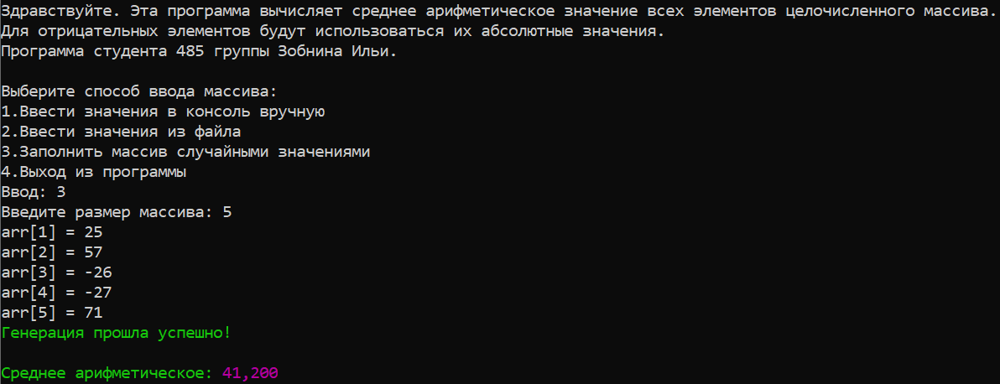 Здравствуйте. Эта программа вычисляет среднее арифметическое значение всех элементов целочисленного массива.
Для отрицательных элементов будут использоваться их абсолютные значения.
Программа студента 485 группы Зобнина Ильи.
Выберите способ ввода массива:
1.Ввести значения в консоль вручную
2.Ввести значения из файла
3.Заполнить массив случайными значениями
4.Выход из программы
Ввод: 3
Введите размер массива: 5
arr[1] = 25
arr[2] = 57
arr[3] = -26
arr[4] = -27
arr[5] = 71
Генерация прошла успешно!
Среднее арифметическое: 41,200